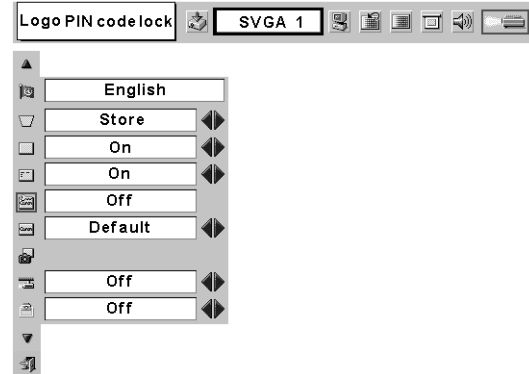 Logo PIN code lock
SVGA 1
English
Store
On
On
Off
Default
Off
Off